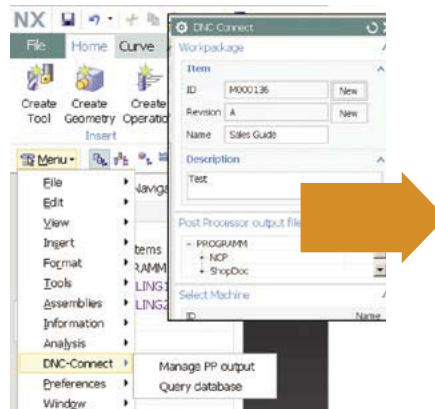 NX
File Home Curve
Create Tool
Create Geometry
Create
Insert
Menu
File
Edit
View
Insert
Format
Tools
Assemblies
Information
Analysis
DNC-Connect
Preferences
Window
Manage PP output
Query database
DNC Connect
Workpackage
Item
ID M000136 New
Revision A New
Name Sales Guide
Description
Test
Post Processor output file
- PROGRAMM
+ NCP
+ ShopDoc
Select Machine
ID Name